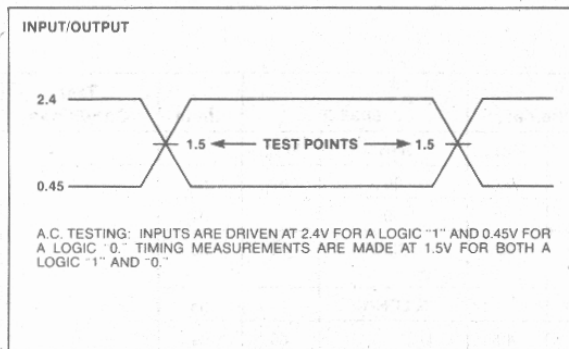 INPUT/OUTPUT
2.4
1.5 TEST POINTS 1.5
0.45
A.C. TESTING: INPUTS ARE DRIVEN AT 2.4V FOR A LOGIC "1" AND 0.45V FOR
A LOGIC "0." TIMING MEASUREMENTS ARE MADE AT 1.5V FOR BOTH A
LOGIC "1" AND "0."